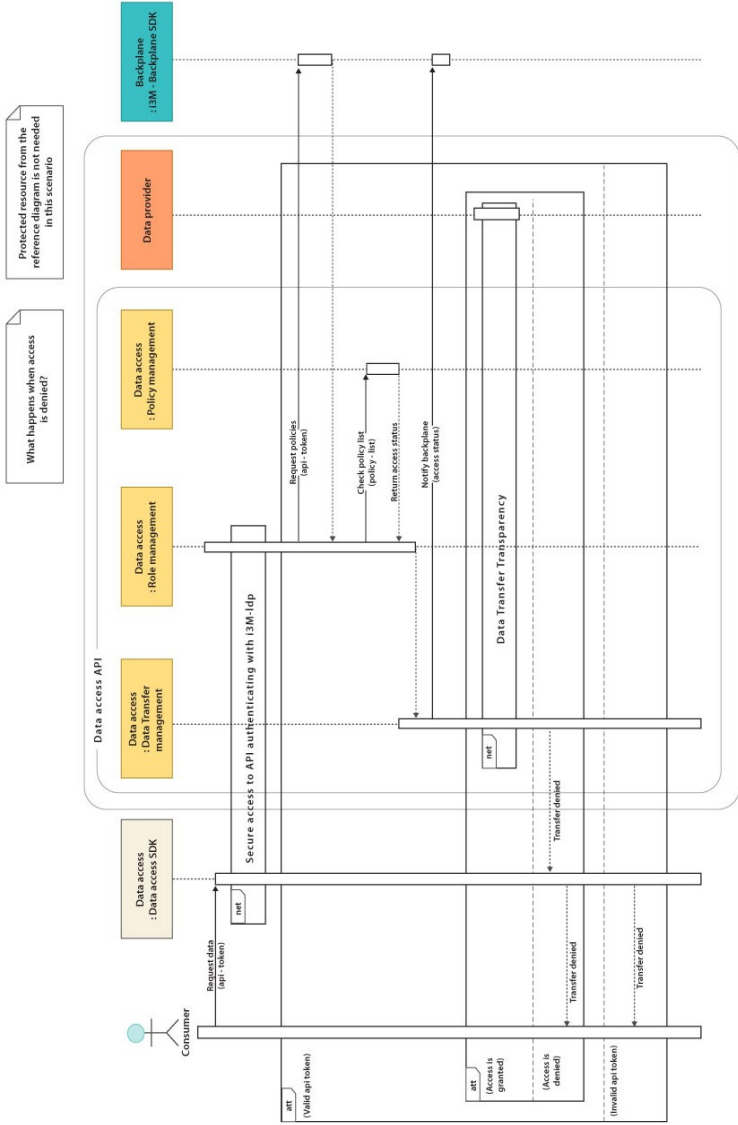 Protected resource from the
reference diagram is not needed
in this scenario
What happens when access
is denied?
Consumer
Data access
: Data access SDK
Data access
: Data Transfer
management
Data access
: Role management
Data access
: Policy management
Data provider
Backplane
: i3M - Backplane SDK
Data access API
Request data
(api - token)
net
Secure access to API authenticating with i3M-Idp
att
(Valid api token)
Request policies
(api - token)
Check policy list
(policy - list)
Return access status
Notify backplane
(access status)
att
(Access is
granted)
net
Data Transfer Transparency
(Access is
denied)
Transfer denied
Transfer denied
(Invalid api token)
Transfer denied